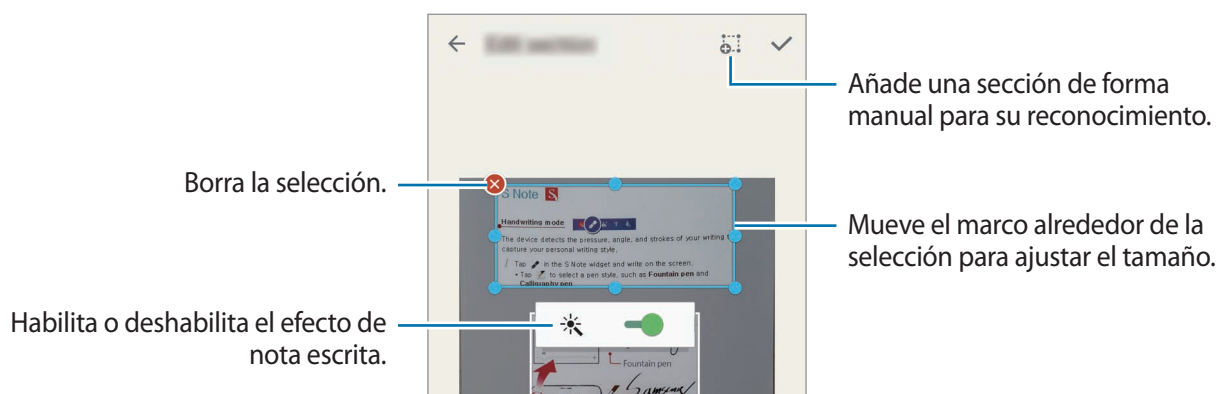 Añade una sección de forma
manual para su reconocimiento.
Borra la selección.
S Note
Handwriting mode
The device detects the pressure, angle, and strokes of your writing t
capture your personal writing style.
Tap in the S Note widget and write on the screen.
• Tap to select a pen style, such as Fountain pen and
Calligraphy pen
Mueve el marco alrededor de la
selección para ajustar el tamaño.
Habilita o deshabilita el efecto de
nota escrita.
Fountain pen
Samsung